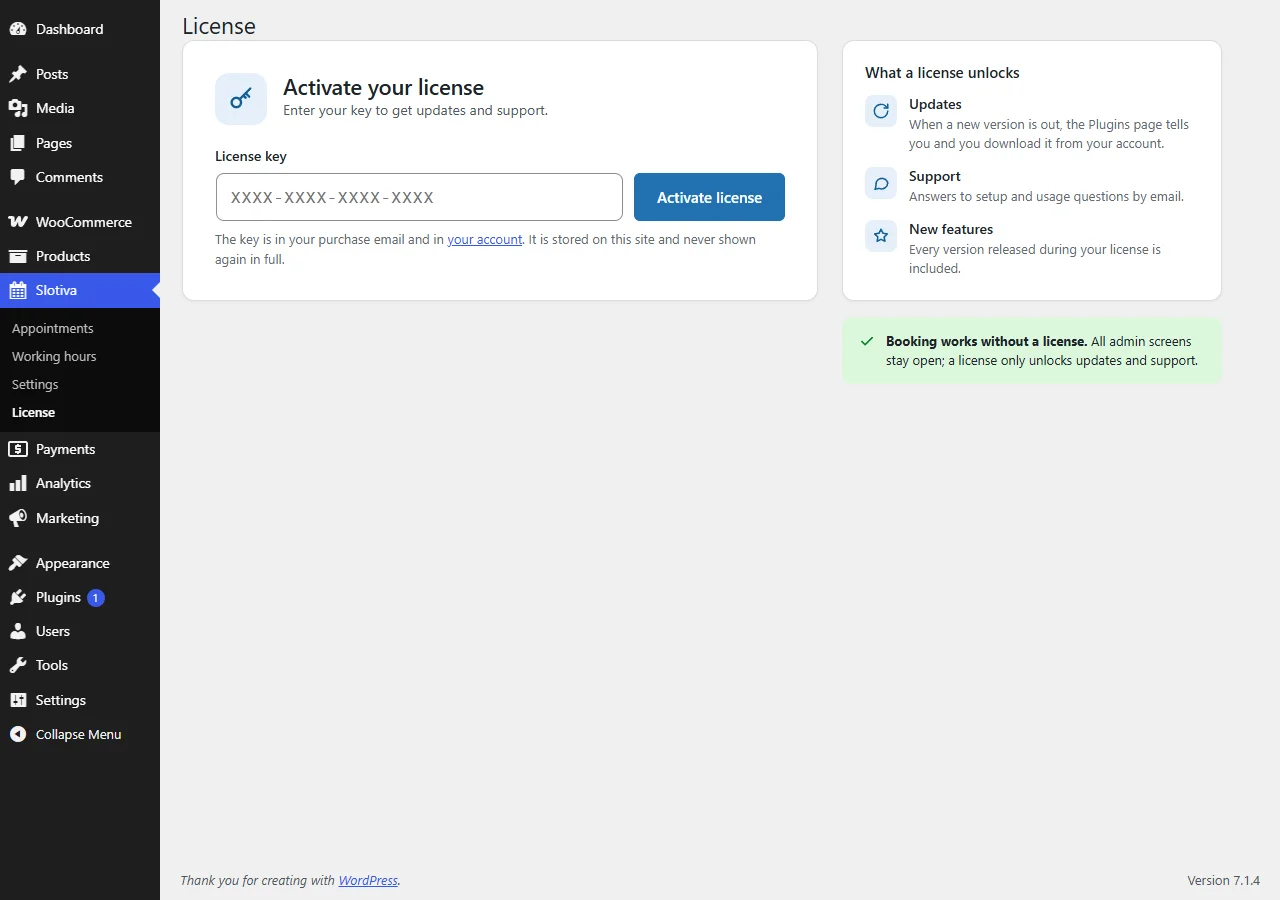 Dashboard
Posts
Media
Pages
Comments
WooCommerce
Products
Slotiva
Appointments
Working hours
Settings
License
Payments
Analytics
Marketing
Appearance
Plugins 1
Users
Tools
Settings
Collapse Menu
License
Activate your license
Enter your key to get updates and support.
License key
XXXX-XXXX-XXXX-XXXX
Activate license
The key is in your purchase email and in your account. It is stored on this site and never shown
again in full.
What a license unlocks
Updates
When a new version is out, the Plugins page tells
you and you download it from your account.
Support
Answers to setup and usage questions by email.
New features
Every version released during your license is
included.
Booking works without a license. All admin screens
stay open; a license only unlocks updates and support.
Thank you for creating with WordPress.
Version 7.1.4